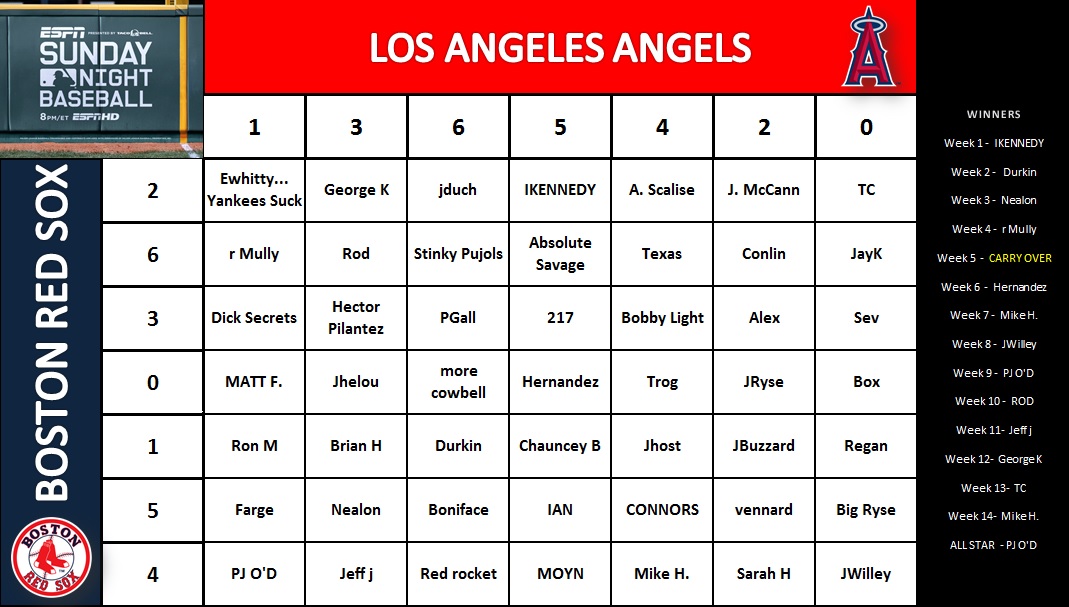 ESPN PRESENTED BY TACO BELL
SUNDAY
NIGHT
BASEBALL
8PM/ET ESPN HD
LOS ANGELES ANGELS
A
BOSTON RED SOX
BOSTON
RED SOX
1 3 6 5 4 2 0
2 Ewhitty... Yankees Suck George K jduch IKENNEDY A. Scalise J. McCann TC
6 r Mully Rod Stinky Pujols Absolute Savage Texas Conlin JayK
3 Dick Secrets Hector Pilantez PGall 217 Bobby Light Alex Sev
0 MATT F. Jhelou more cowbell Hernandez Trog JRyse Box
1 Ron M Brian H Durkin Chauncey B Jhost JBuzzard Regan
5 Farge Nealon Boniface IAN CONNORS vennard Big Ryse
4 PJ O'D Jeff j Red rocket MOYN Mike H. Sarah H JWilley
WINNERS
Week 1 - IKENNEDY
Week 2 - Durkin
Week 3 - Nealon
Week 4 - r Mully
Week 5 - CARRY OVER
Week 6 - Hernandez
Week 7 - Mike H.
Week 8 - JWilley
Week 9 - PJ O'D
Week 10 - ROD
Week 11- Jeff j
Week 12- George K
Week 13- TC
Week 14- Mike H.
ALL STAR - PJ O'D